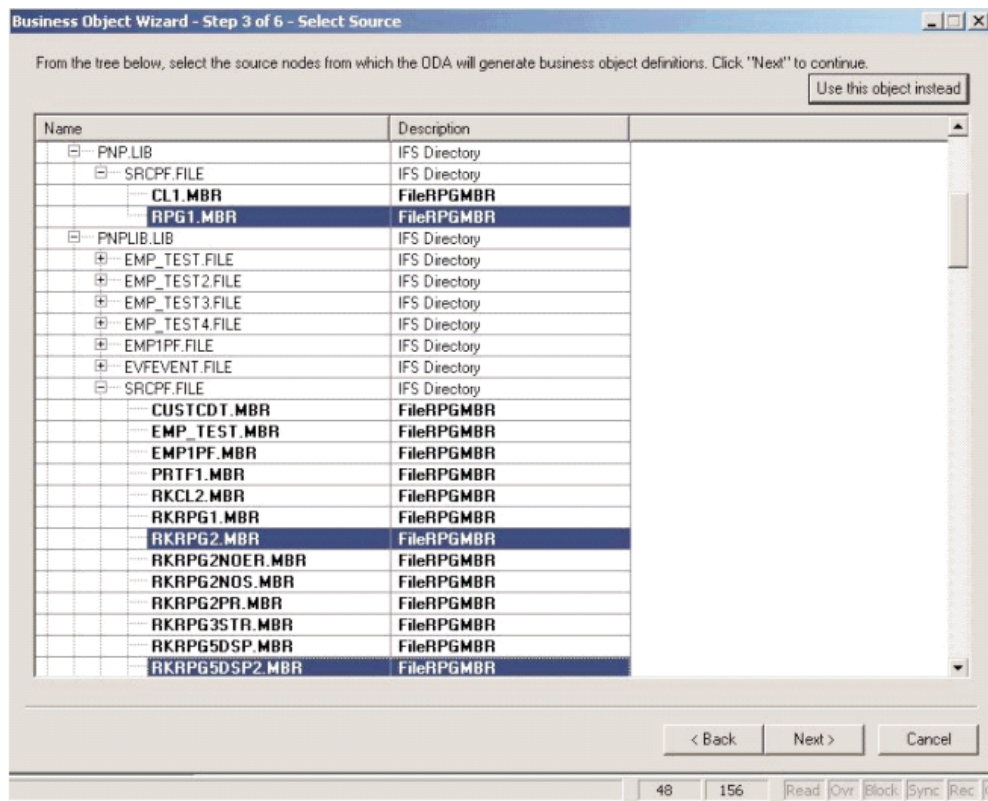 Business Object Wizard - Step 3 of 6 - Select Source
From the tree below, select the source nodes from which the ODA will generate business object definitions. Click "Next" to continue.
Use this object instead
Name Description
PNP.LIB IFS Directory
SRCPF.FILE IFS Directory
CL1.MBR FileRPGMBR
RPG1.MBR FileRPGMBR
PNPLIB.LIB IFS Directory
EMP_TEST.FILE IFS Directory
EMP_TEST2.FILE IFS Directory
EMP_TEST3.FILE IFS Directory
EMP_TEST4.FILE IFS Directory
EMP1PF.FILE IFS Directory
EVFEVENT.FILE IFS Directory
SRCPF.FILE IFS Directory
CUSTCDT.MBR FileRPGMBR
EMP_TEST.MBR FileRPGMBR
EMP1PF.MBR FileRPGMBR
PRTF1.MBR FileRPGMBR
RKCL2.MBR FileRPGMBR
RKRPG1.MBR FileRPGMBR
RKRPG2.MBR FileRPGMBR
RKRPG2NOER.MBR FileRPGMBR
RKRPG2NOS.MBR FileRPGMBR
RKRPG2PR.MBR FileRPGMBR
RKRPG3STR.MBR FileRPGMBR
RKRPG5DSP.MBR FileRPGMBR
RKRPG5DSP2.MBR FileRPGMBR
< Back Next > Cancel
48 156 Read Ovr Block Sync Rec